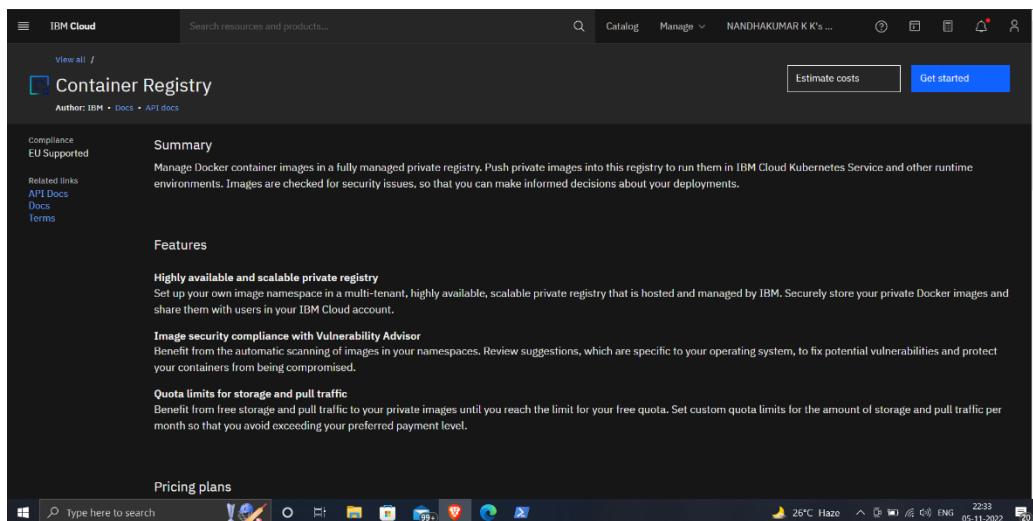 IBM Cloud
Search resources and products...
Catalog
Manage
NANDHAKUMAR K K's ...
View all /
Container Registry
Author: IBM • Docs • API docs
Estimate costs
Get started
Compliance
EU Supported
Related links
API Docs
Docs
Terms
Summary
Manage Docker container images in a fully managed private registry. Push private images into this registry to run them in IBM Cloud Kubernetes Service and other runtime
environments. Images are checked for security issues, so that you can make informed decisions about your deployments.
Features
Highly available and scalable private registry
Set up your own image namespace in a multi-tenant, highly available, scalable private registry that is hosted and managed by IBM. Securely store your private Docker images and
share them with users in your IBM Cloud account.
Image security compliance with Vulnerability Advisor
Benefit from the automatic scanning of images in your namespaces. Review suggestions, which are specific to your operating system, to fix potential vulnerabilities and protect
your containers from being compromised.
Quota limits for storage and pull traffic
Benefit from free storage and pull traffic to your private images until you reach the limit for your free quota. Set custom quota limits for the amount of storage and pull traffic per
month so that you avoid exceeding your preferred payment level.
Pricing plans
Type here to search
99+
26°C Haze
ENG
22:33
05-11-2022
20